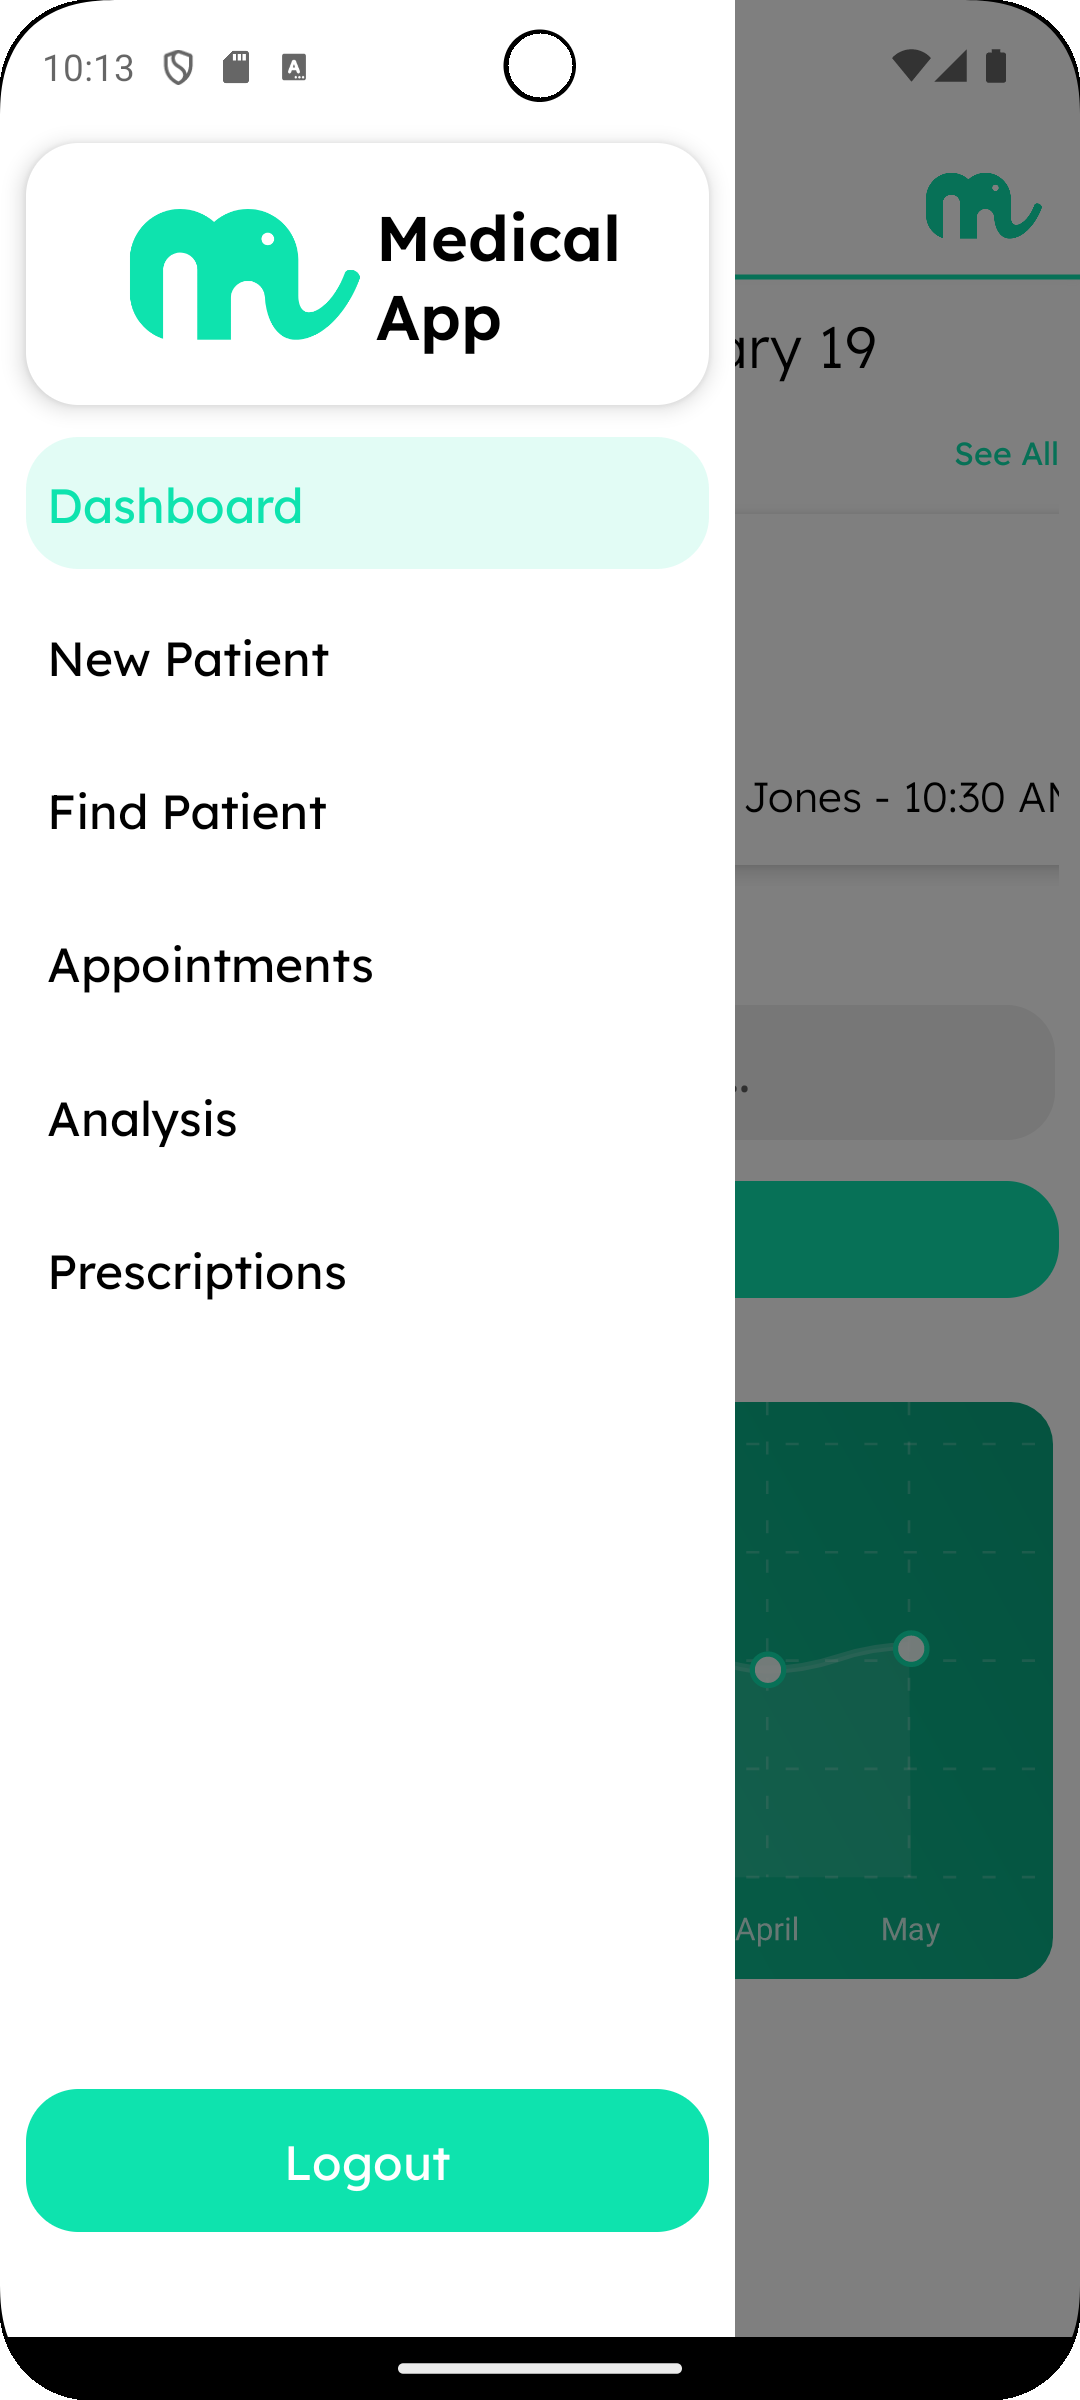 10:13
Medical
App
ary 19
See All
Dashboard
New Patient
Find Patient
Jones - 10:30 AM
Appointments
..
Analysis
Prescriptions
April May
Logout